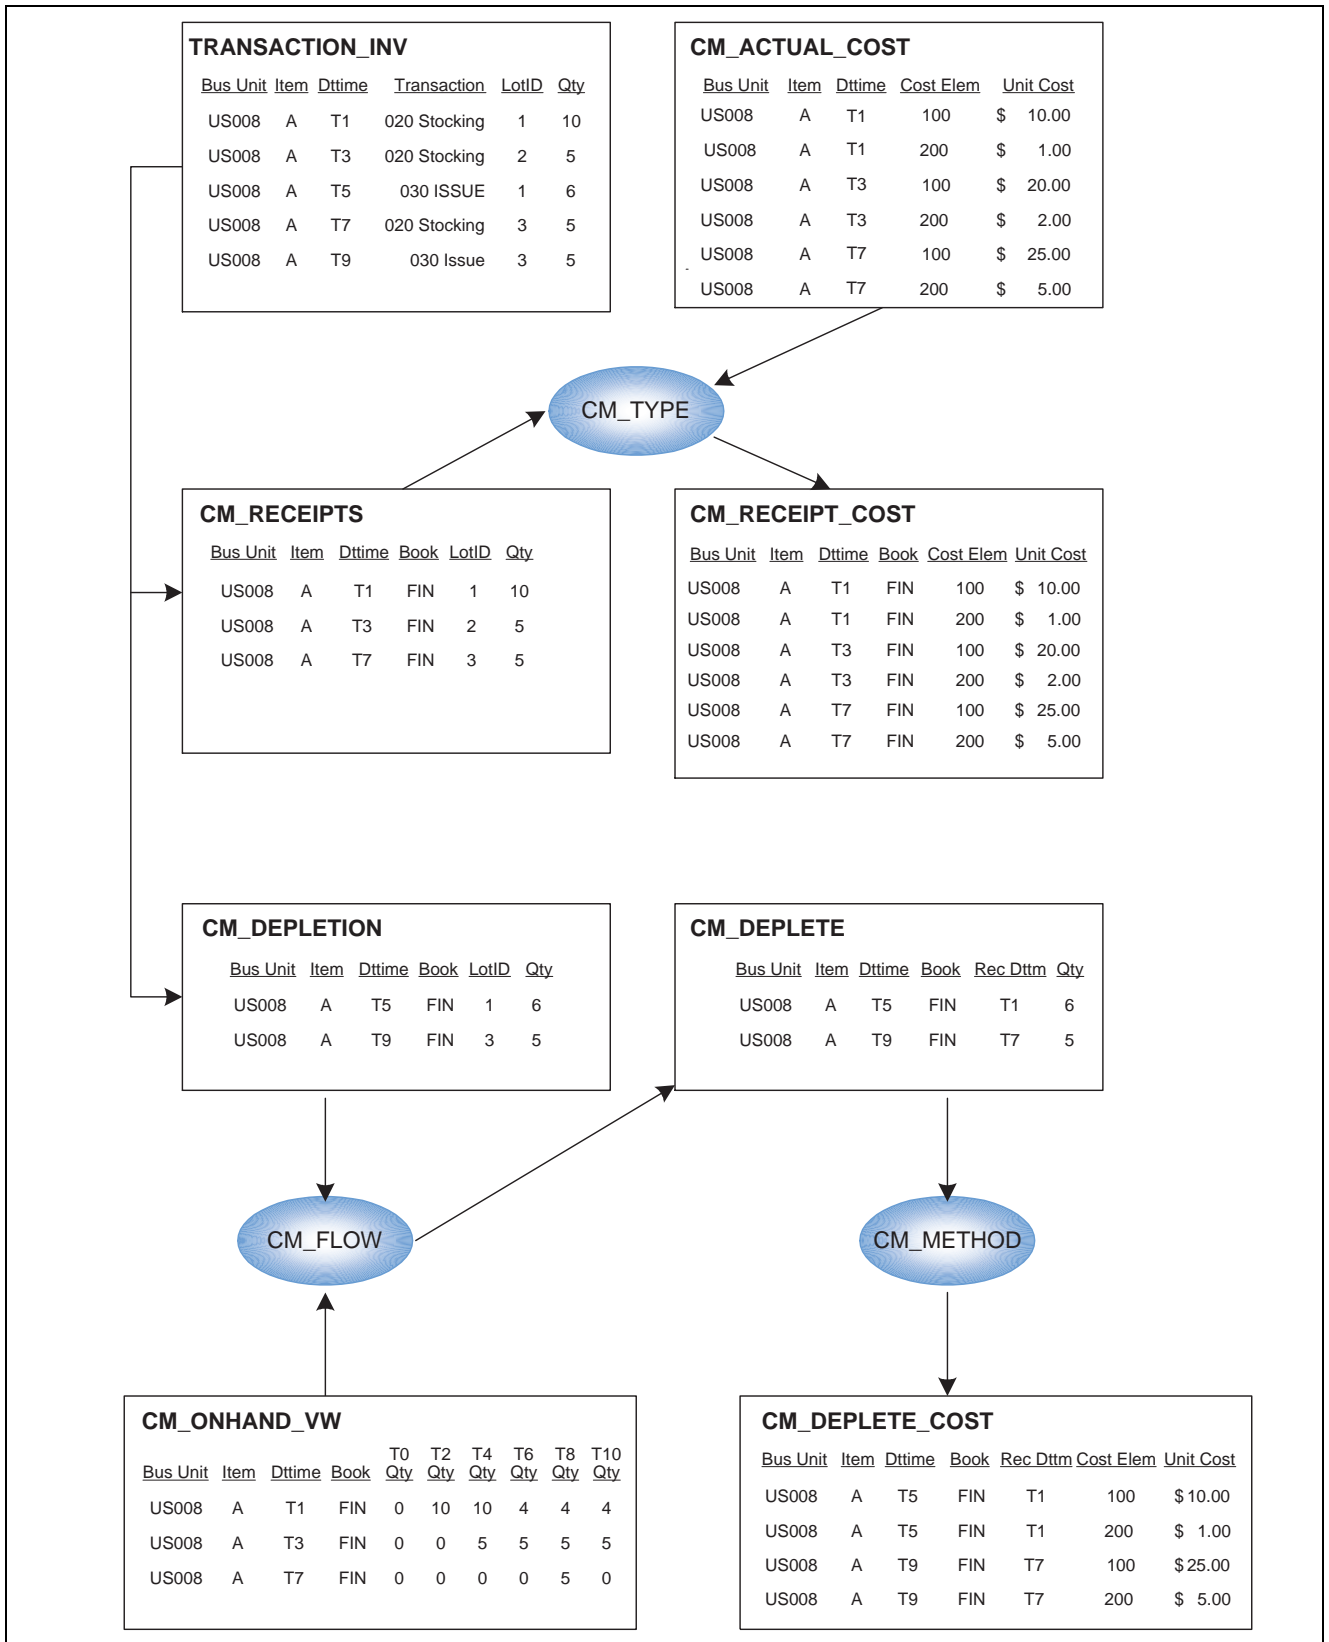 TRANSACTION_INV
Bus Unit Item Dttime Transaction LotID Qty
US008 A T1 020 Stocking 1 10
US008 A T3 020 Stocking 2 5
US008 A T5 030 ISSUE 1 6
US008 A T7 020 Stocking 3 5
US008 A T9 030 Issue 3 5
CM_ACTUAL_COST
Bus Unit Item Dttime Cost Elem Unit Cost
US008 A T1 100 $ 10.00
US008 A T1 200 $ 1.00
US008 A T3 100 $ 20.00
US008 A T3 200 $ 2.00
US008 A T7 100 $ 25.00
US008 A T7 200 $ 5.00
CM_TYPE
CM_RECEIPTS
Bus Unit Item Dttime Book LotID Qty
US008 A T1 FIN 1 10
US008 A T3 FIN 2 5
US008 A T7 FIN 3 5
CM_RECEIPT_COST
Bus Unit Item Dttime Book Cost Elem Unit Cost
US008 A T1 FIN 100 $ 10.00
US008 A T1 FIN 200 $ 1.00
US008 A T3 FIN 100 $ 20.00
US008 A T3 FIN 200 $ 2.00
US008 A T7 FIN 100 $ 25.00
US008 A T7 FIN 200 $ 5.00
CM_DEPLETION
Bus Unit Item Dttime Book LotID Qty
US008 A T5 FIN 1 6
US008 A T9 FIN 3 5
CM_DEPLETE
Bus Unit Item Dttime Book Rec Dttm Qty
US008 A T5 FIN T1 6
US008 A T9 FIN T7 5
CM_FLOW
CM_METHOD
CM_ONHAND_VW
T0 T2 T4 T6 T8 T10
Bus Unit Item Dttime Book Qty Qty Qty Qty Qty Qty
US008 A T1 FIN 0 10 10 4 4 4
US008 A T3 FIN 0 0 5 5 5 5
US008 A T7 FIN 0 0 0 0 5 0
CM_DEPLETE_COST
Bus Unit Item Dttime Book Rec Dttm Cost Elem Unit Cost
US008 A T5 FIN T1 100 $ 10.00
US008 A T5 FIN T1 200 $ 1.00
US008 A T9 FIN T7 100 $ 25.00
US008 A T9 FIN T7 200 $ 5.00